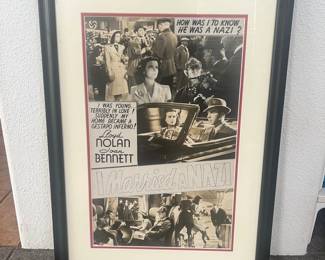 HOW WAS I TO KNOW
HE WAS A NAZI?
I WAS YOUNG...
TERRIBLY IN LOVE!
SUDDENLY MY
HOME BECAME A
GESTAPO INFERNO!
Lloyd
NOLAN
Joan
BENNETT
I Married A NAZI